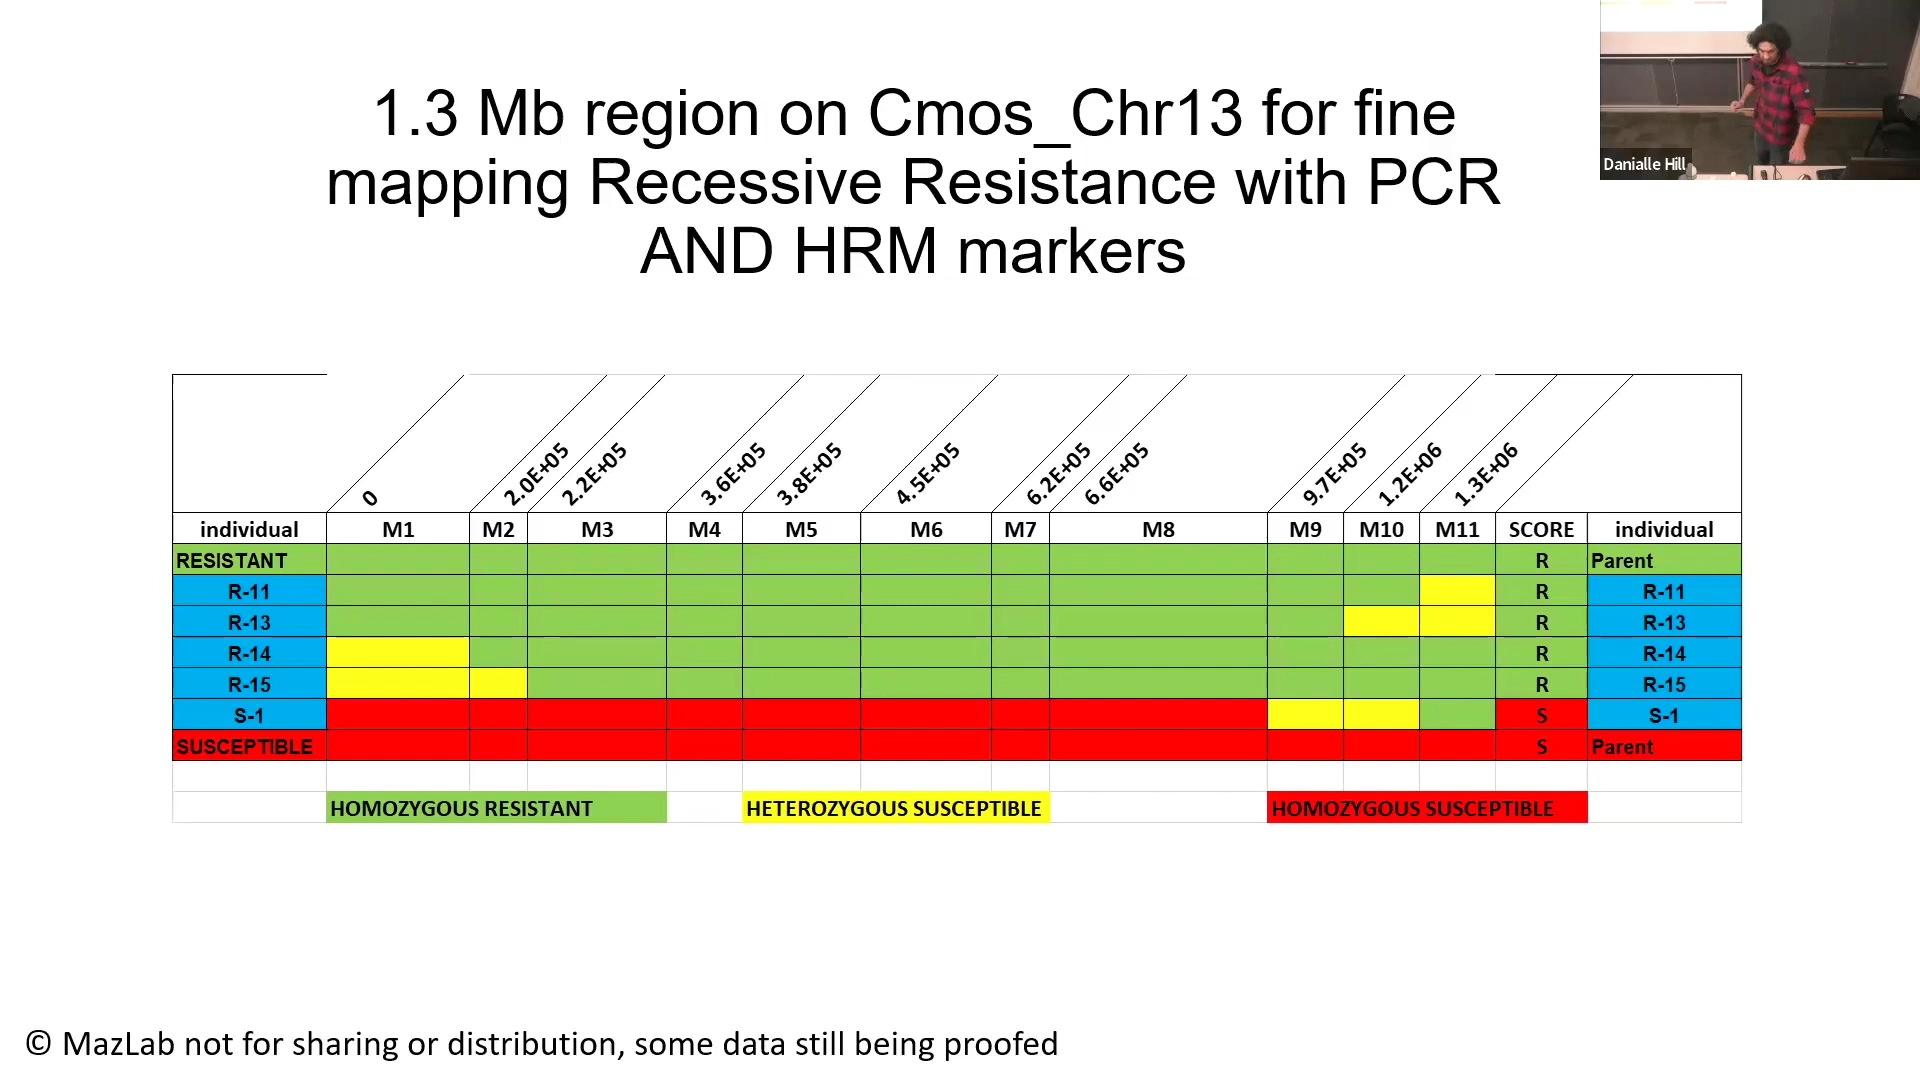 1.3 Mb region on Cmos_Chr13 for fine
mapping Recessive Resistance with PCR
AND HRM markers
Danialle Hill
0 2.0E+05 2.2E+05 3.6E+05 3.8E+05 4.5E+05 6.2E+05 6.6E+05 9.7E+05 1.2E+06 1.3E+06
individual M1 M2 M3 M4 M5 M6 M7 M8 M9 M10 M11 SCORE individual
RESISTANT R Parent
R-11 R R-11
R-13 R R-13
R-14 R R-14
R-15 R R-15
S-1 S S-1
SUSCEPTIBLE S Parent
HOMOZYGOUS RESISTANT HETEROZYGOUS SUSCEPTIBLE HOMOZYGOUS SUSCEPTIBLE
© MazLab not for sharing or distribution, some data still being proofed